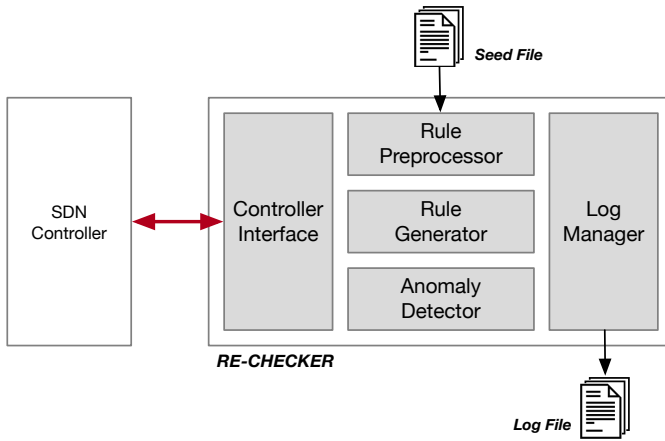 Seed File
Rule
Preprocessor
SDN
Controller
Controller
Interface
Rule
Generator
Log
Manager
Anomaly
Detector
RE-CHECKER
Log File